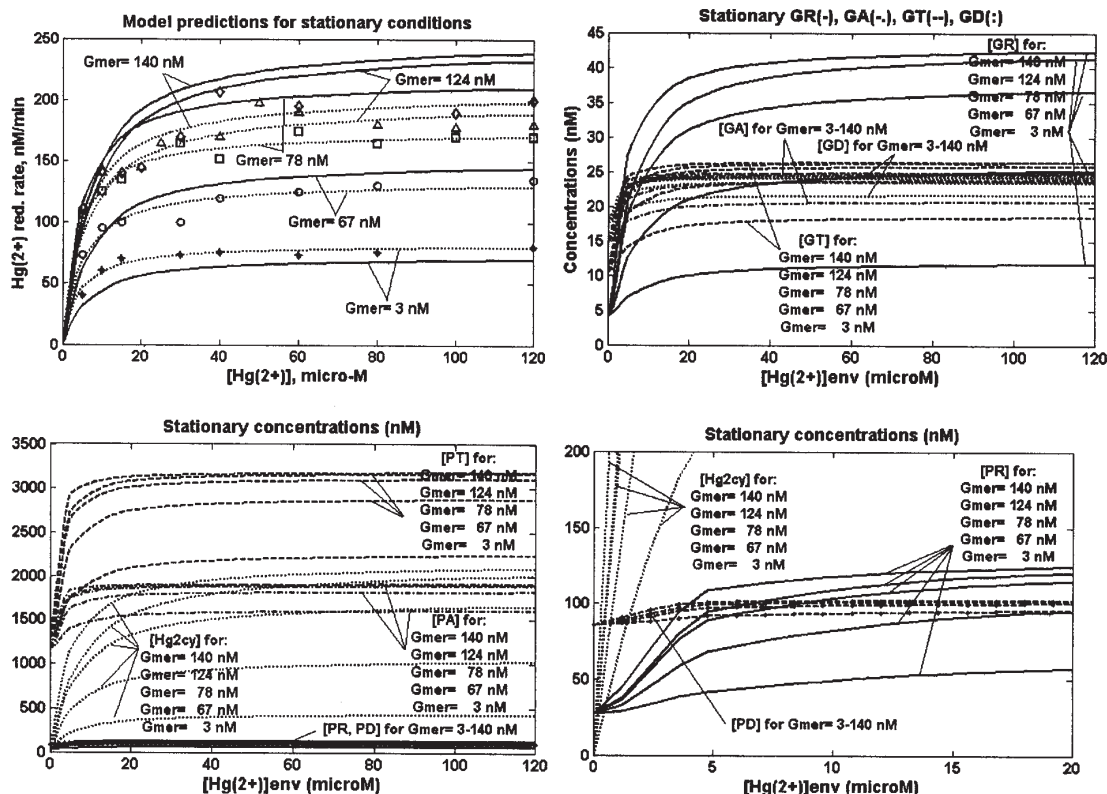 Model predictions for stationary conditions
Hg(2+) red. rate, nM/min
250
200
150
100
50
0
Gmer= 140 nM
Gmer= 124 nM
Gmer= 78 nM
Gmer= 67 nM
Gmer= 3 nM
0 20 40 60 80 100 120
[Hg(2+)], micro-M
Stationary GR(-), GA(-.), GT(--), GD(:)
Concentrations (nM)
45
40
35
30
25
20
15
10
5
0
[GR] for:
Gmer= 140 nM
Gmer= 124 nM
Gmer= 78 nM
Gmer= 67 nM
Gmer= 3 nM
[GA] for Gmer= 3-140 nM
[GD] for Gmer= 3-140 nM
[GT] for:
Gmer= 140 nM
Gmer= 124 nM
Gmer= 78 nM
Gmer= 67 nM
Gmer= 3 nM
0 20 40 60 80 100 120
[Hg(2+)]env (microM)
Stationary concentrations (nM)
3500
3000
2500
2000
1500
1000
500
0
[PT] for:
Gmer= 140 nM
Gmer= 124 nM
Gmer= 78 nM
Gmer= 67 nM
Gmer= 3 nM
[Hg2cy] for:
Gmer= 140 nM
Gmer= 124 nM
Gmer= 78 nM
Gmer= 67 nM
Gmer= 3 nM
[PA] for:
Gmer= 140 nM
Gmer= 124 nM
Gmer= 78 nM
Gmer= 67 nM
Gmer= 3 nM
[PR, PD] for Gmer= 3-140 nM
0 20 40 60 80 100 120
[Hg(2+)]env (microM)
Stationary concentrations (nM)
200
150
100
50
0
[Hg2cy] for:
Gmer= 140 nM
Gmer= 124 nM
Gmer= 78 nM
Gmer= 67 nM
Gmer= 3 nM
[PR] for:
Gmer= 140 nM
Gmer= 124 nM
Gmer= 78 nM
Gmer= 67 nM
Gmer= 3 nM
[PD] for Gmer= 3-140 nM
0 5 10 15 20
[Hg(2+)]env (microM)